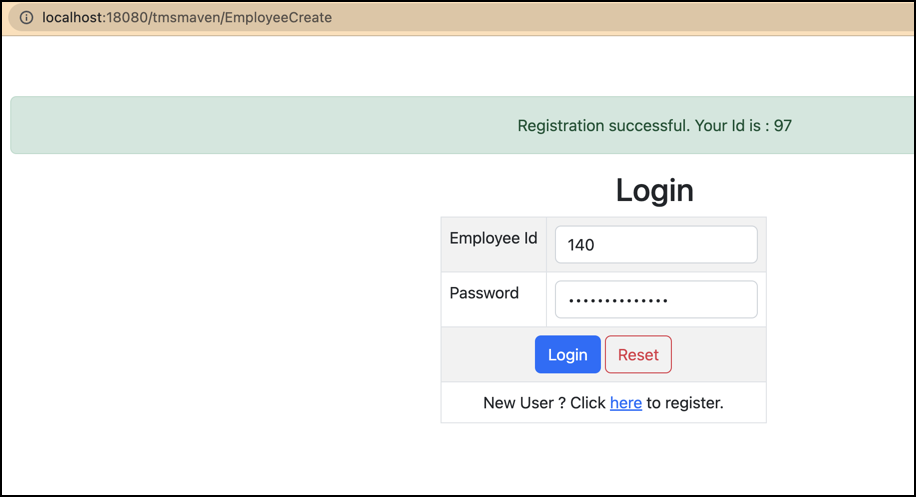 localhost:18080/tmsmaven/EmployeeCreate
Registration successful. Your Id is : 97
Login
Employee Id 140
Password ••••••••••••••
Login Reset
New User ? Click here to register.